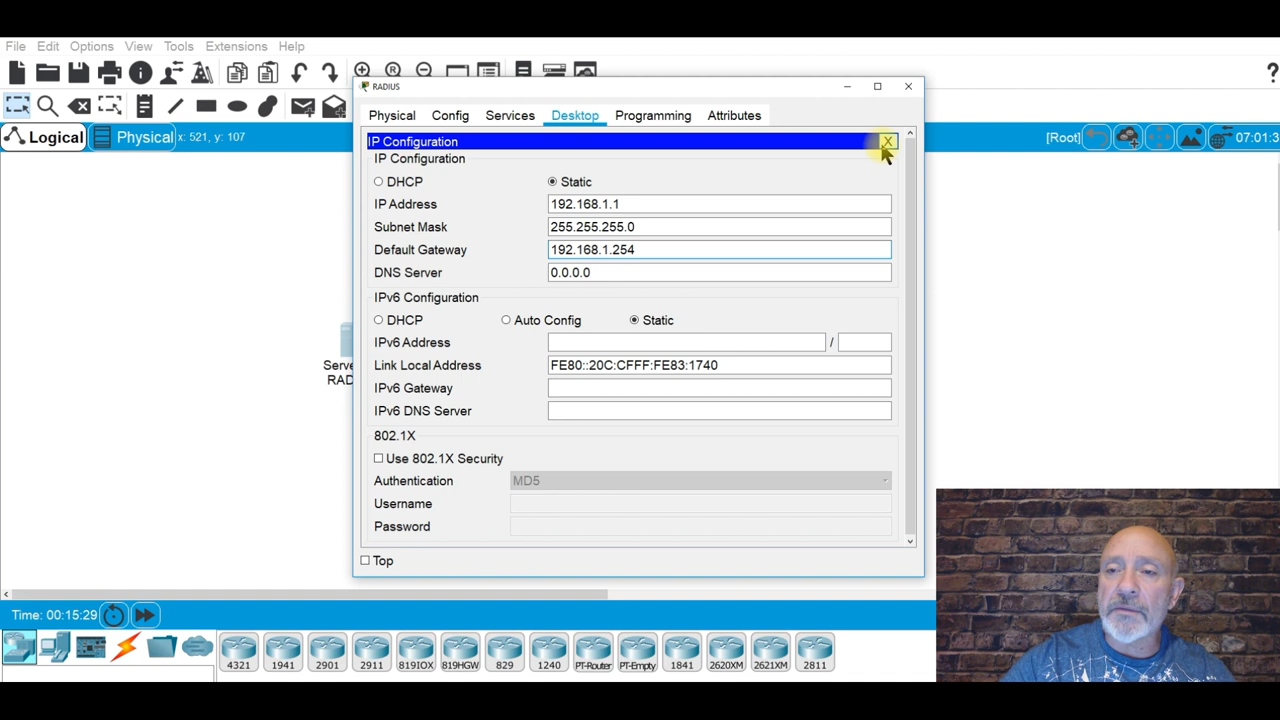 File Edit Options View Tools Extensions Help
RADIUS
Physical Config Services Desktop Programming Attributes
Logical Physical x: 521, y: 107 [Root] 07:01:3
IP Configuration X
IP Configuration
DHCP Static
IP Address 192.168.1.1
Subnet Mask 255.255.255.0
Default Gateway 192.168.1.254
DNS Server 0.0.0.0
IPv6 Configuration
DHCP Auto Config Static
IPv6 Address /
Link Local Address FE80::20C:CFFF:FE83:1740
IPv6 Gateway
IPv6 DNS Server
Serve
RAD
802.1X
Use 802.1X Security
Authentication MD5
Username
Password
Top
Time: 00:15:29
4321 1941 2901 2911 819IOX 819HGW 829 1240 PT-Router PT-Empty 1841 2620XM 2621XM 2811